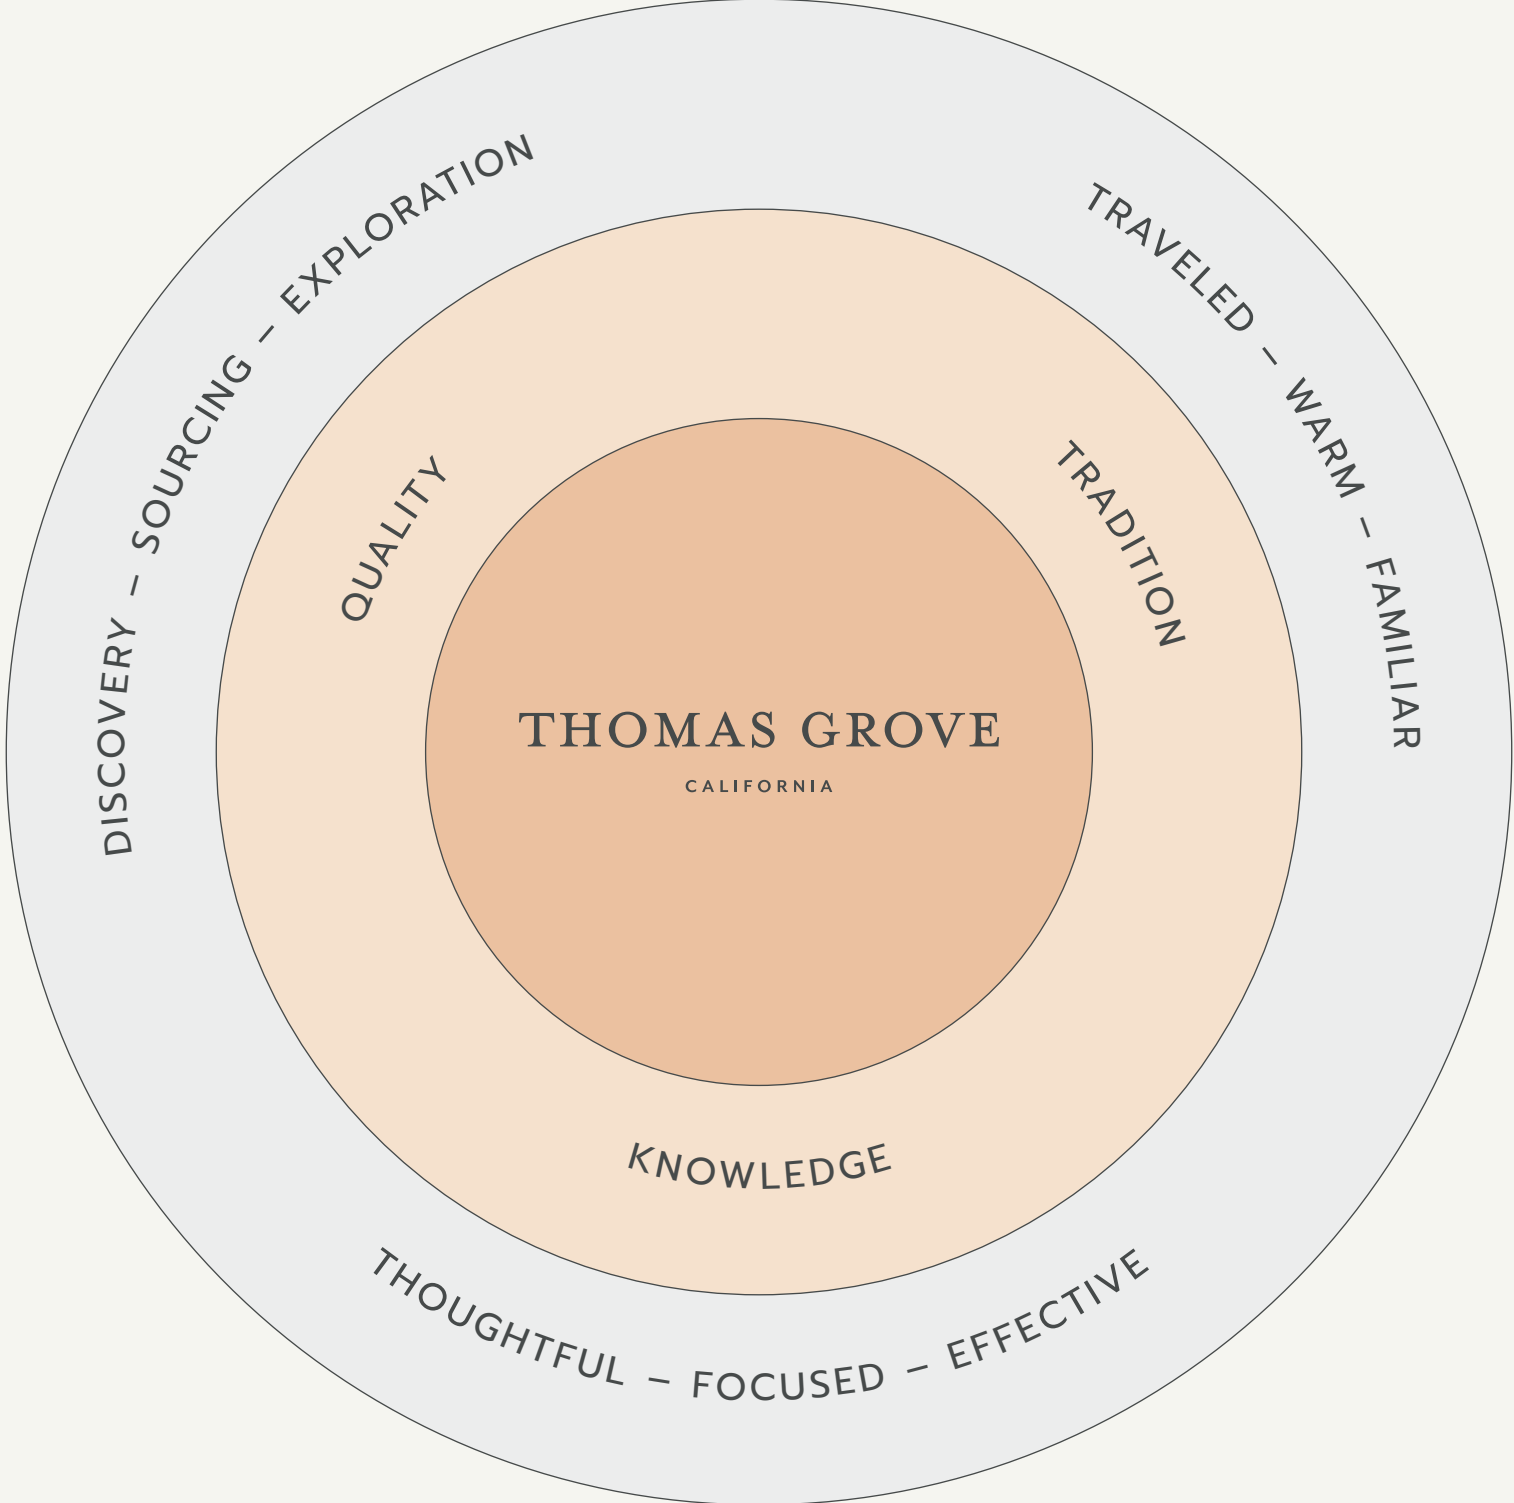 DISCOVERY – SOURCING – EXPLORATION
TRAVELED – WARM – FAMILIAR
QUALITY
TRADITION
THOMAS GROVE
CALIFORNIA
KNOWLEDGE
THOUGHTFUL – FOCUSED – EFFECTIVE